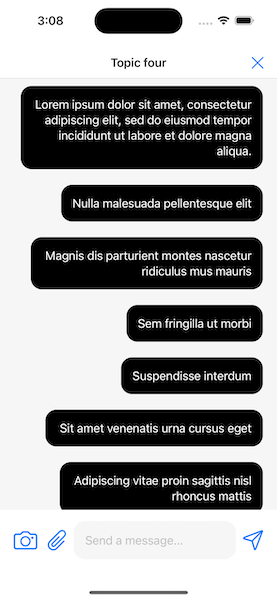 3:08
Topic four
Lorem ipsum dolor sit amet, consectetur
adipiscing elit, sed do eiusmod tempor
incididunt ut labore et dolore magna
aliqua.
Nulla malesuada pellentesque elit
Magnis dis parturient montes nascetur
ridiculus mus mauris
Sem fringilla ut morbi
Suspendisse interdum
Sit amet venenatis urna cursus eget
Adipiscing vitae proin sagittis nisl
rhoncus mattis
Send a message...